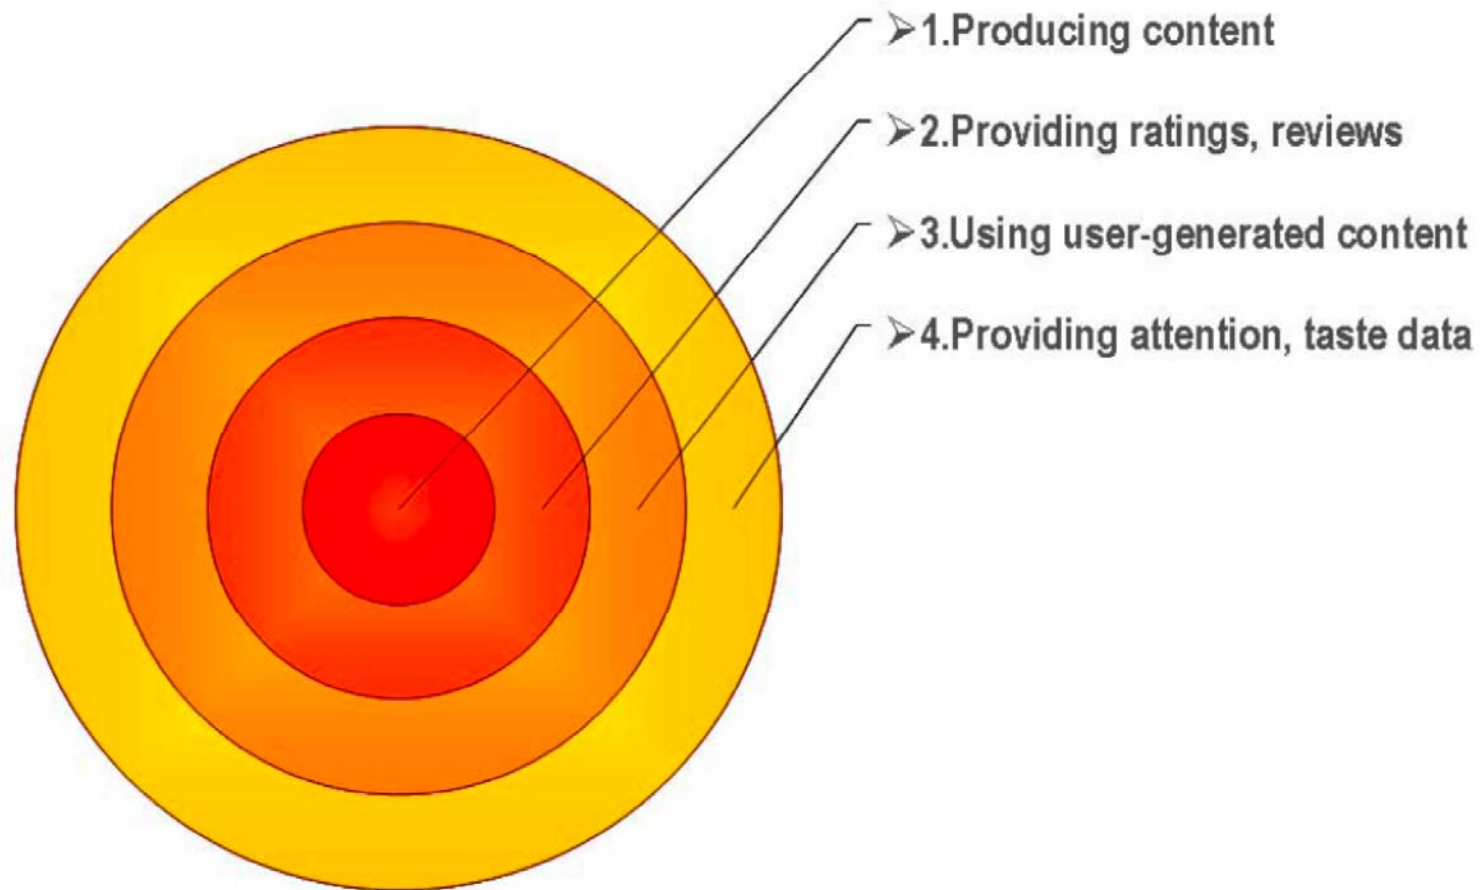 ➢1.Producing content
➢2.Providing ratings, reviews
➢3.Using user-generated content
➢4.Providing attention, taste data